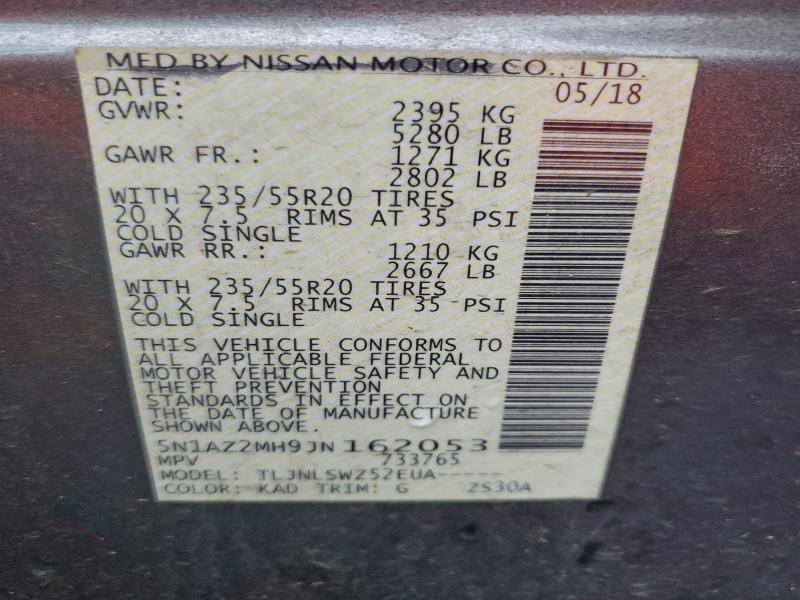 MFD BY NISSAN MOTOR CO., LTD.
DATE: 05/18
GVWR: 2395 KG
5280 LB
GAWR FR.: 1271 KG
2802 LB
WITH 235/55R20 TIRES
20 X 7.5 RIMS AT 35 PSI
COLD SINGLE
GAWR RR.: 1210 KG
2667 LB
WITH 235/55R20 TIRES
20 X 7.5 RIMS AT 35 PSI
COLD SINGLE
THIS VEHICLE CONFORMS TO
ALL APPLICABLE FEDERAL
MOTOR VEHICLE SAFETY AND
THEFT PREVENTION
STANDARDS IN EFFECT ON
THE DATE OF MANUFACTURE
SHOWN ABOVE.
5N1AZ2MH9JN162053
MPV 733765
MODEL: TLJNLSWZ52EUA-----
COLOR: KAD TRIM: G ZS30A